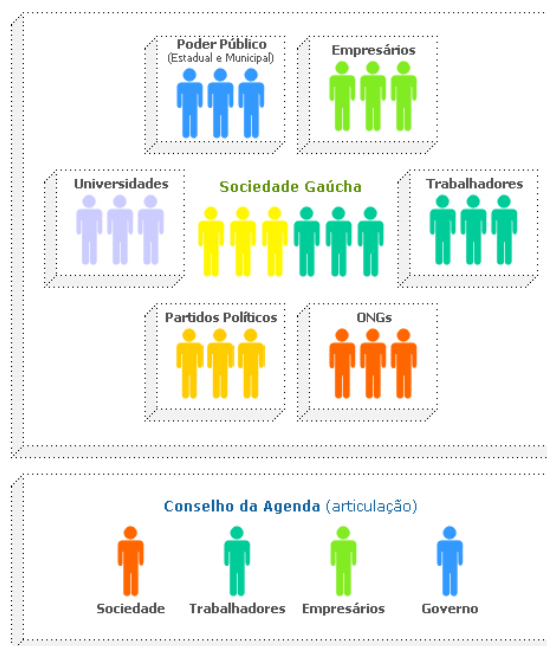 Poder Público
(Estadual e Municipal)
Empresários
Universidades
Sociedade Gaúcha
Trabalhadores
Partidos Políticos
ONGs
Conselho da Agenda (articulação)
Sociedade
Trabalhadores
Empresários
Governo